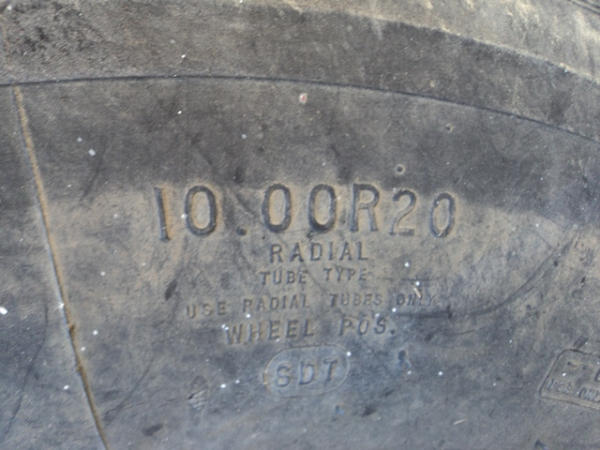 10.00R20
RADIAL
TUBE TYPE
USE RADIAL TUBES ONLY
WHEEL POS.
SDT